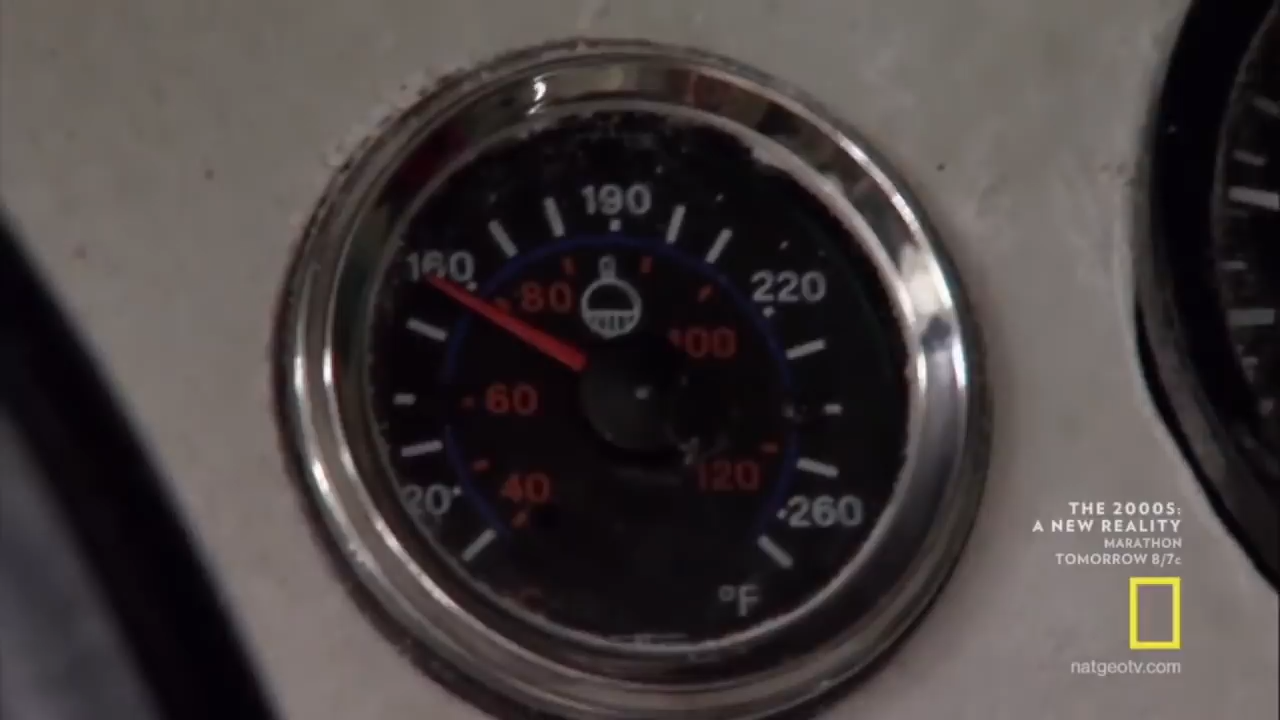 190
160
220
80
100
60
120
40
20
260
°F
THE 2000S:
A NEW REALITY
MARATHON
TOMORROW 8/7c
natgeotv.com